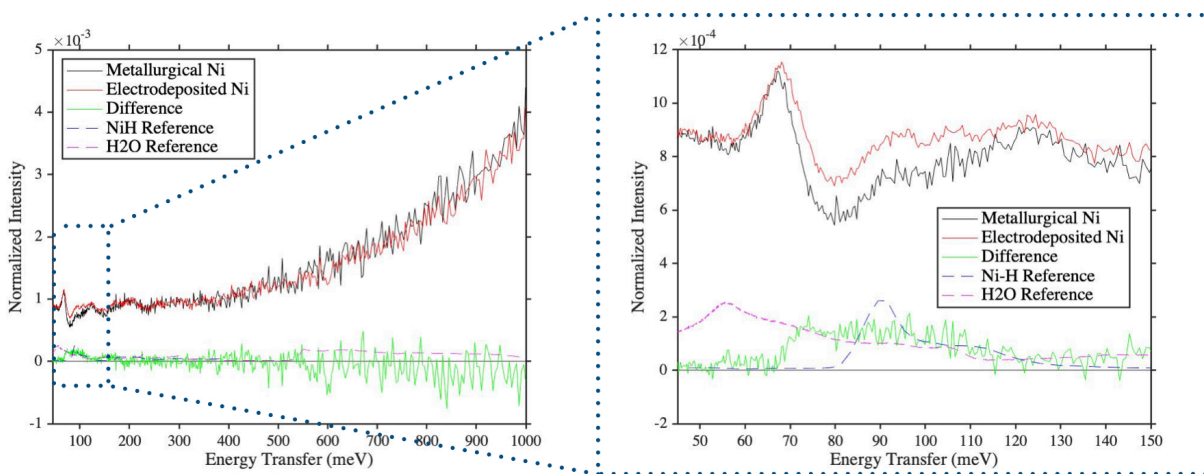 ×10⁻³
5
4
3
2
1
0
-1
Normalized Intensity
Metallurgical Ni
Electrodeposited Ni
Difference
NiH Reference
H2O Reference
100 200 300 400 500 600 700 800 900 1000
Energy Transfer (meV)
×10⁻⁴
12
10
8
6
4
2
0
-2
Normalized Intensity
Metallurgical Ni
Electrodeposited Ni
Difference
Ni-H Reference
H2O Reference
50 60 70 80 90 100 110 120 130 140 150
Energy Transfer (meV)